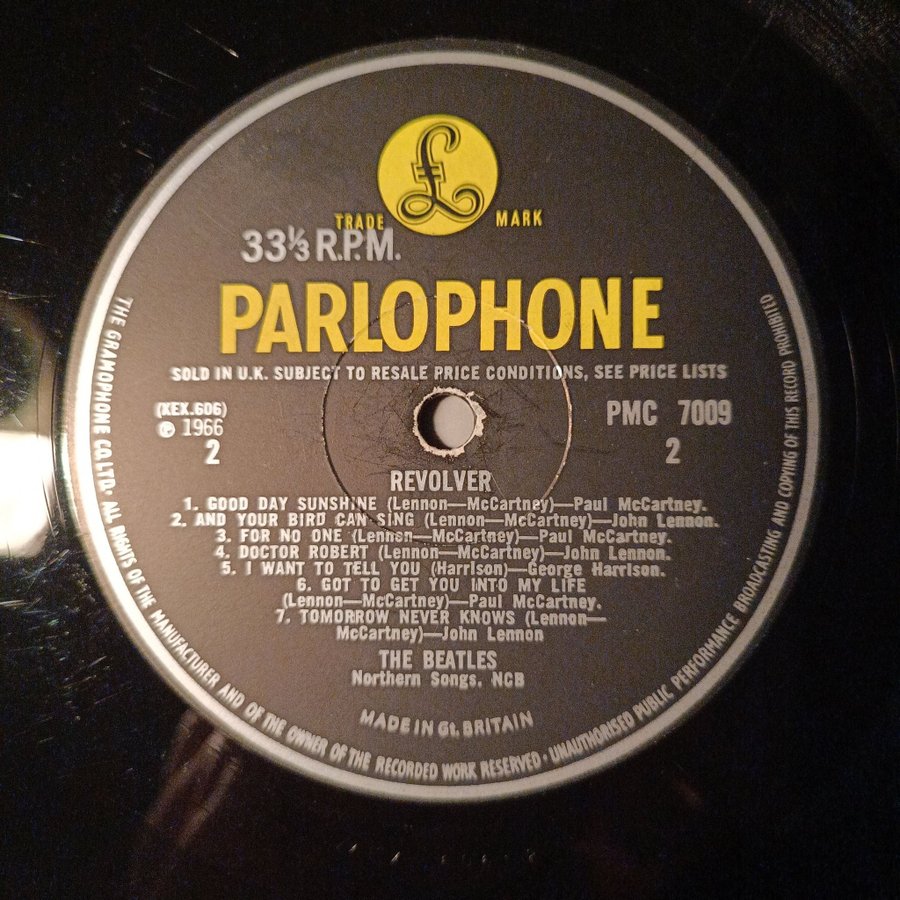 £
TRADE MARK
33⅓ R.P.M.
PARLOPHONE
SOLD IN U.K. SUBJECT TO RESALE PRICE CONDITIONS, SEE PRICE LISTS
(XEX.606)
℗ 1966
2
PMC 7009
2
REVOLVER
1. GOOD DAY SUNSHINE (Lennon—McCartney)—Paul McCartney.
2. AND YOUR BIRD CAN SING (Lennon—McCartney)—John Lennon.
3. FOR NO ONE (Lennon—McCartney)—Paul McCartney.
4. DOCTOR ROBERT (Lennon—McCartney)—John Lennon.
5. I WANT TO TELL YOU (Harrison)—George Harrison.
6. GOT TO GET YOU INTO MY LIFE
(Lennon—McCartney)—Paul McCartney.
7. TOMORROW NEVER KNOWS (Lennon—
McCartney)—John Lennon
THE BEATLES
Northern Songs. NCB
MADE IN Gt. BRITAIN
THE GRAMOPHONE CO. LTD. · ALL RIGHTS OF THE MANUFACTURER AND OF THE OWNER OF THE RECORDED WORK RESERVED · UNAUTHORISED PUBLIC PERFORMANCE BROADCASTING AND COPYING OF THIS RECORD PROHIBITED